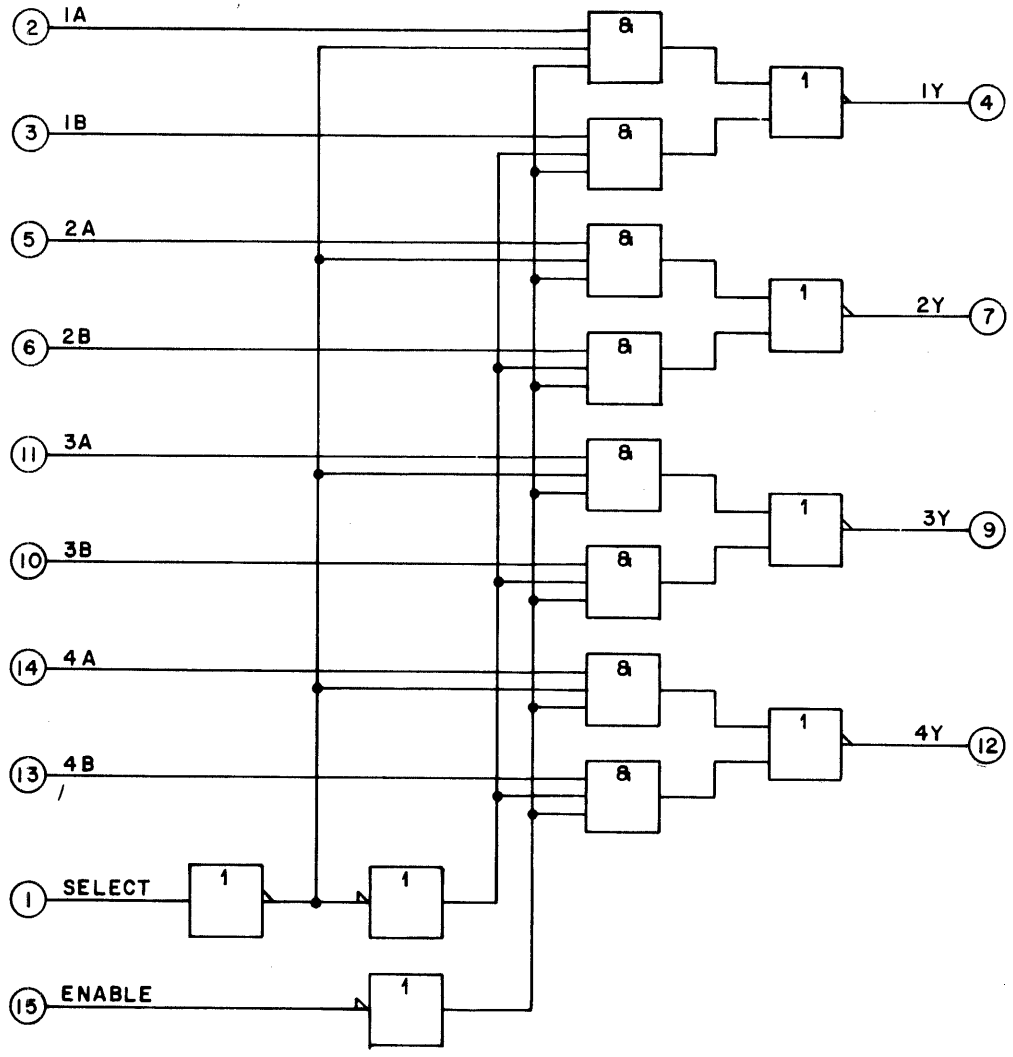 2 1A &
1
1Y 4
3 1B &
5 2A &
1
2Y 7
6 2B &
11 3A &
1
3Y 9
10 3B &
14 4A &
1
4Y 12
13 4B &
1 SELECT 1 1
15 ENABLE 1